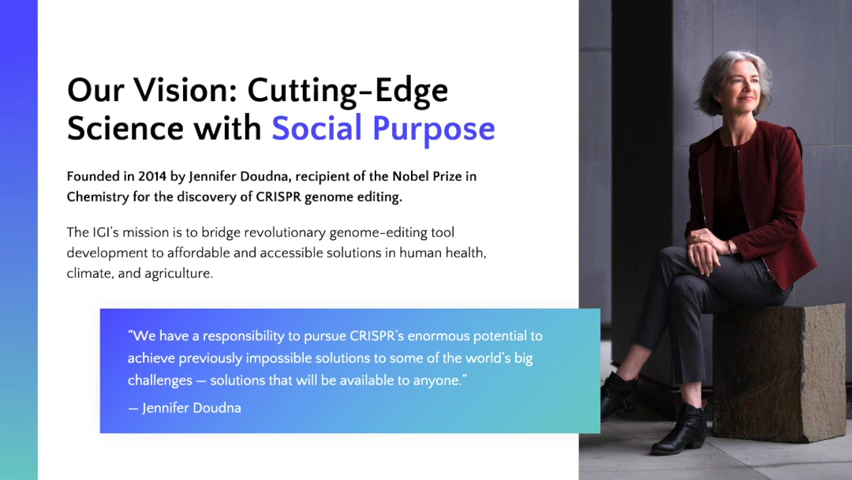 Our Vision: Cutting-Edge
Science with Social Purpose
Founded in 2014 by Jennifer Doudna, recipient of the Nobel Prize in
Chemistry for the discovery of CRISPR genome editing.
The IGI's mission is to bridge revolutionary genome-editing tool
development to affordable and accessible solutions in human health,
climate, and agriculture.
"We have a responsibility to pursue CRISPR's enormous potential to
achieve previously impossible solutions to some of the world's big
challenges — solutions that will be available to anyone."
— Jennifer Doudna